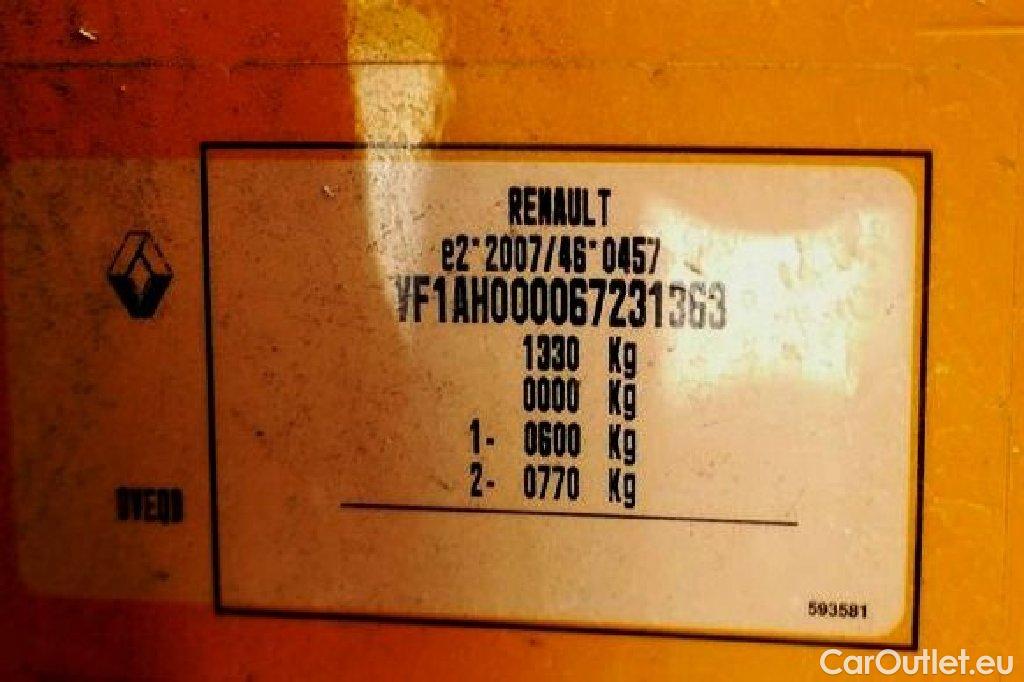 RENAULT
e2*2007/46*0457
VF1AH000067231363
1330 Kg
0000 Kg
1- 0600 Kg
2- 0770 Kg
593581
CarOutlet.eu